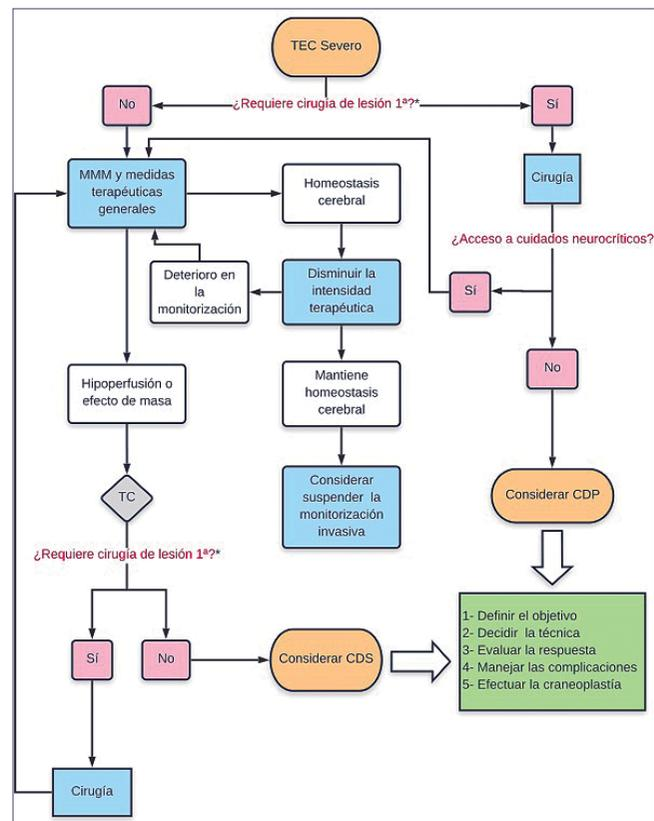 TEC Severo
¿Requiere cirugía de lesión 1ª?*
No
Sí
MMM y medidas
terapéuticas
generales
Homeostasis
cerebral
Cirugía
¿Acceso a cuidados neurocríticos?
Deterioro en
la
monitorización
Disminuir la
intensidad
terapéutica
Sí
No
Hipoperfusión o
efecto de masa
Mantiene
homeostasis
cerebral
TC
Considerar
suspender la
monitorización
invasiva
Considerar CDP
¿Requiere cirugía de lesión 1ª?*
Sí
No
Considerar CDS
1- Definir el objetivo
2- Decidir la técnica
3- Evaluar la respuesta
4- Manejar las complicaciones
5- Efectuar la craneoplastía
Cirugía